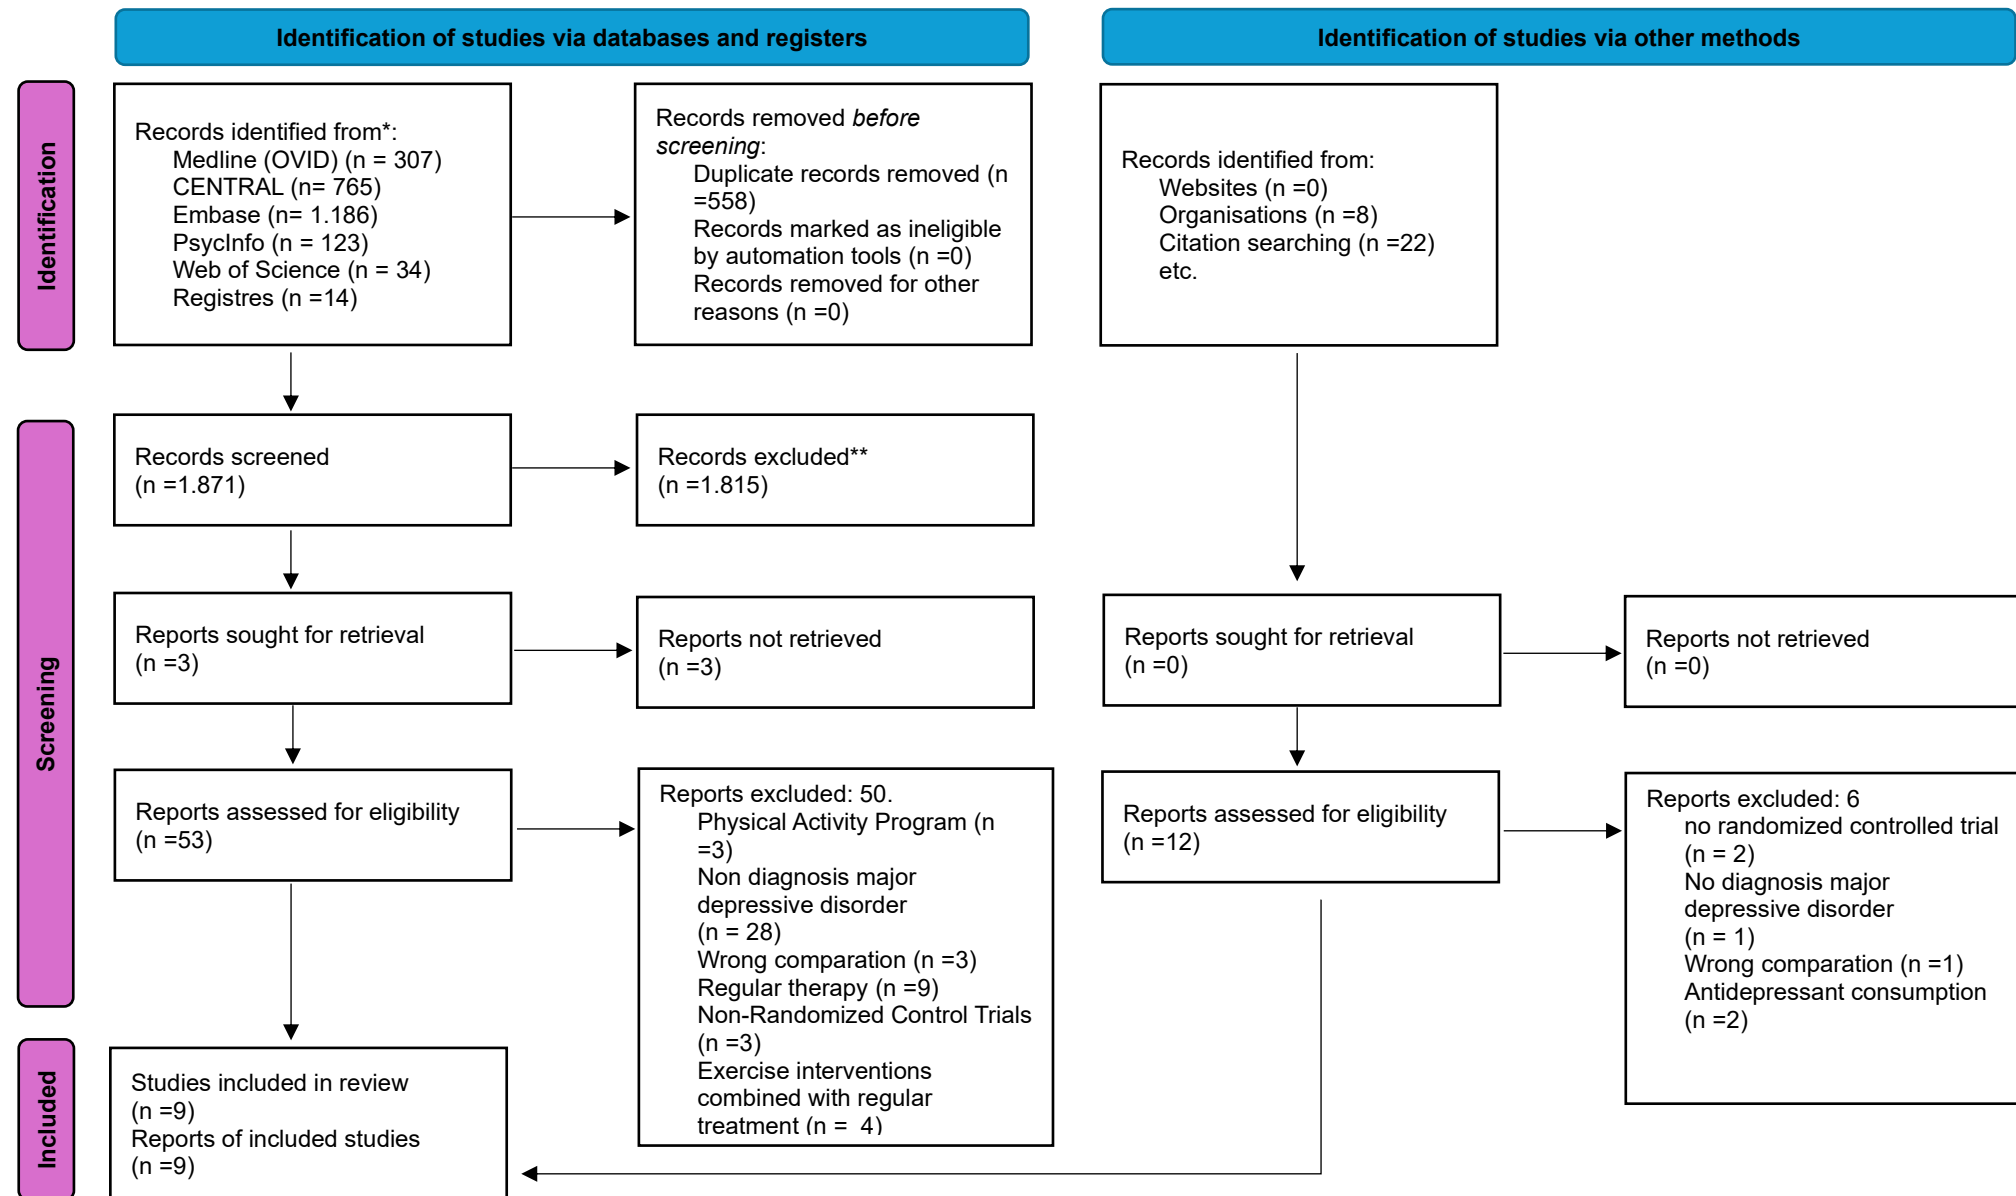 Identification of studies via databases and registers
Identification of studies via other methods
Identification
Records identified from*:
Medline (OVID) (n = 307)
CENTRAL (n= 765)
Embase (n= 1.186)
PsycInfo (n = 123)
Web of Science (n = 34)
Registres (n =14)
Records removed before
screening:
Duplicate records removed (n
=558)
Records marked as ineligible
by automation tools (n =0)
Records removed for other
reasons (n =0)
Records identified from:
Websites (n =0)
Organisations (n =8)
Citation searching (n =22)
etc.
Screening
Records screened
(n =1.871)
Records excluded**
(n =1.815)
Reports sought for retrieval
(n =3)
Reports not retrieved
(n =3)
Reports sought for retrieval
(n =0)
Reports not retrieved
(n =0)
Reports assessed for eligibility
(n =53)
Reports excluded: 50.
Physical Activity Program (n
=3)
Non diagnosis major
depressive disorder
(n = 28)
Wrong comparation (n =3)
Regular therapy (n =9)
Non-Randomized Control Trials
(n =3)
Exercise interventions
combined with regular
treatment (n =  4)
Reports assessed for eligibility
(n =12)
Reports excluded: 6
no randomized controlled trial
(n = 2)
No diagnosis major
depressive disorder
(n = 1)
Wrong comparation (n =1)
Antidepressant consumption
(n =2)
Included
Studies included in review
(n =9)
Reports of included studies
(n =9)